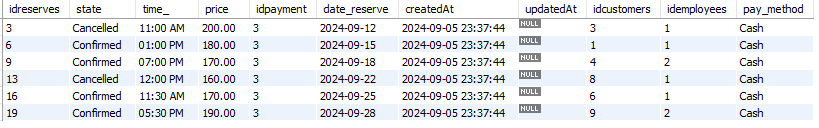 idreserves state time_ price idpayment date_reserve createdAt updatedAt idcustomers idemployees pay_method
3 Cancelled 11:00 AM 200.00 3 2024-09-12 2024-09-05 23:37:44 NULL 3 1 Cash
6 Confirmed 01:00 PM 180.00 3 2024-09-15 2024-09-05 23:37:44 NULL 1 1 Cash
9 Confirmed 07:00 PM 170.00 3 2024-09-18 2024-09-05 23:37:44 NULL 4 2 Cash
13 Cancelled 12:00 PM 160.00 3 2024-09-22 2024-09-05 23:37:44 NULL 8 1 Cash
16 Confirmed 11:30 AM 170.00 3 2024-09-25 2024-09-05 23:37:44 NULL 6 1 Cash
19 Confirmed 05:30 PM 190.00 3 2024-09-28 2024-09-05 23:37:44 NULL 9 2 Cash